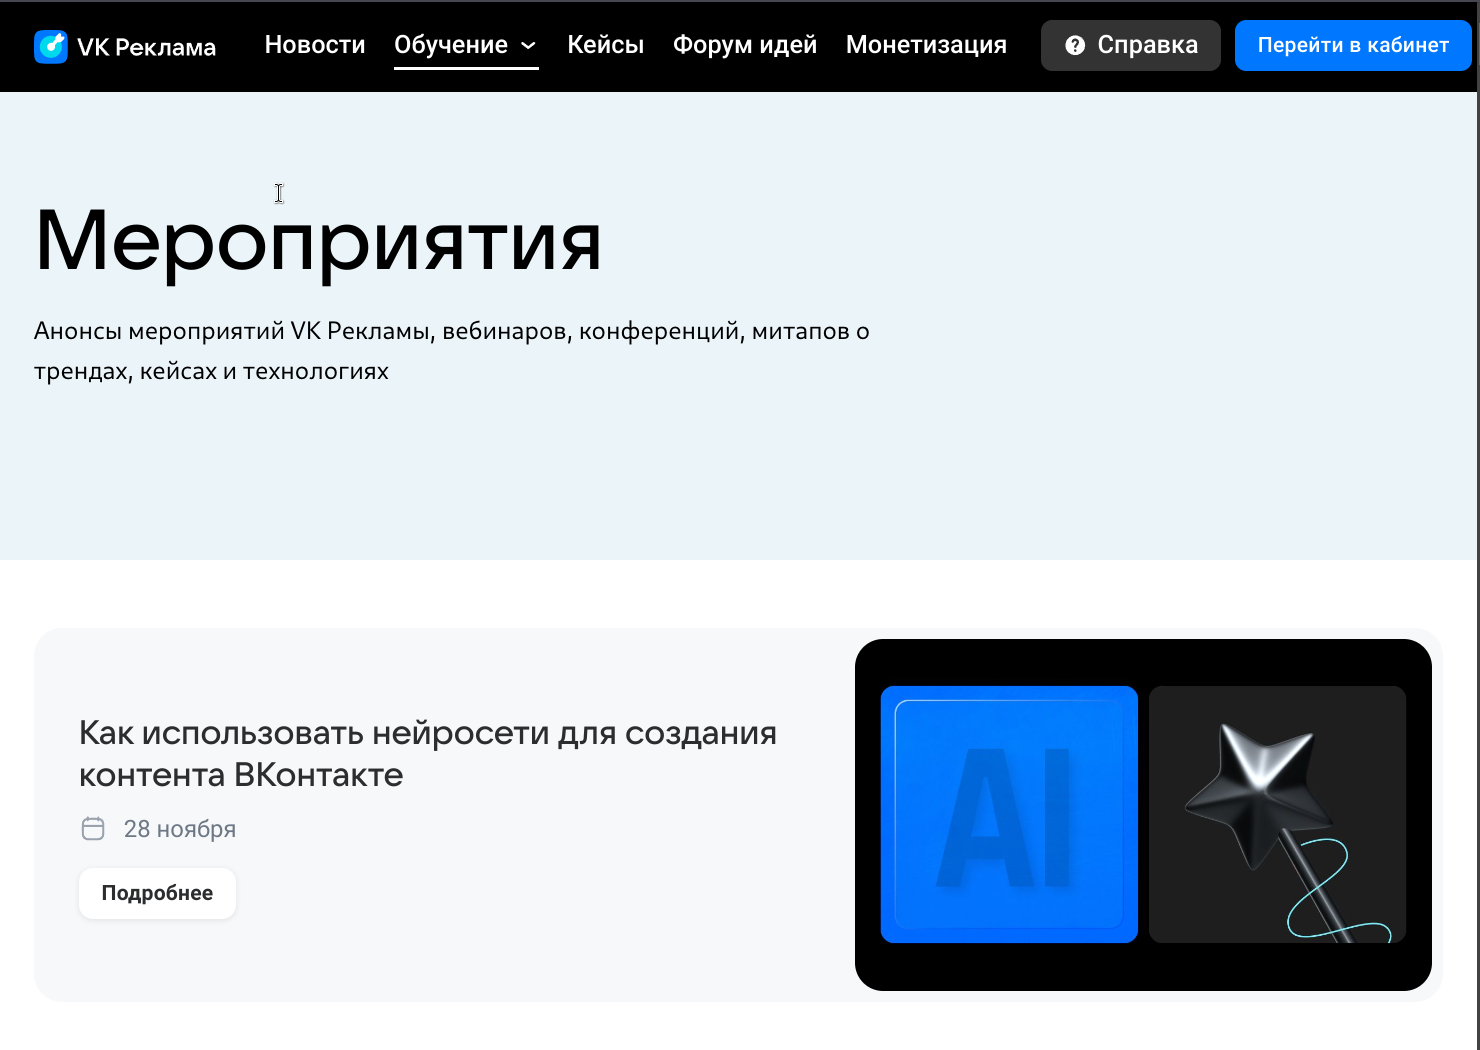 VK Реклама
Новости
Обучение
Кейсы
Форум идей
Монетизация
Справка
Перейти в кабинет
Мероприятия
Анонсы мероприятий VK Рекламы, вебинаров, конференций, митапов о
трендах, кейсах и технологиях
Как использовать нейросети для создания
контента ВКонтакте
28 ноября
Подробнее
AI